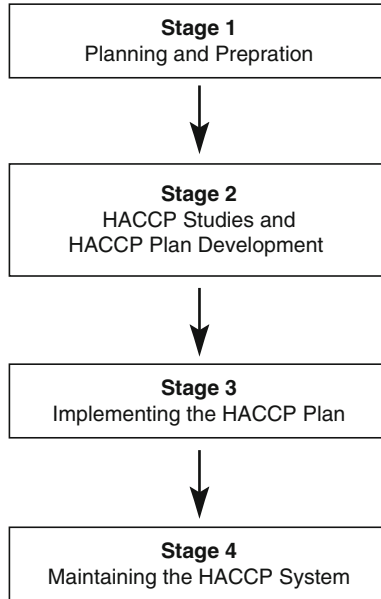 Stage 1
Planning and Prepration
Stage 2
HACCP Studies and
HACCP Plan Development
Stage 3
Implementing the HACCP Plan
Stage 4
Maintaining the HACCP System